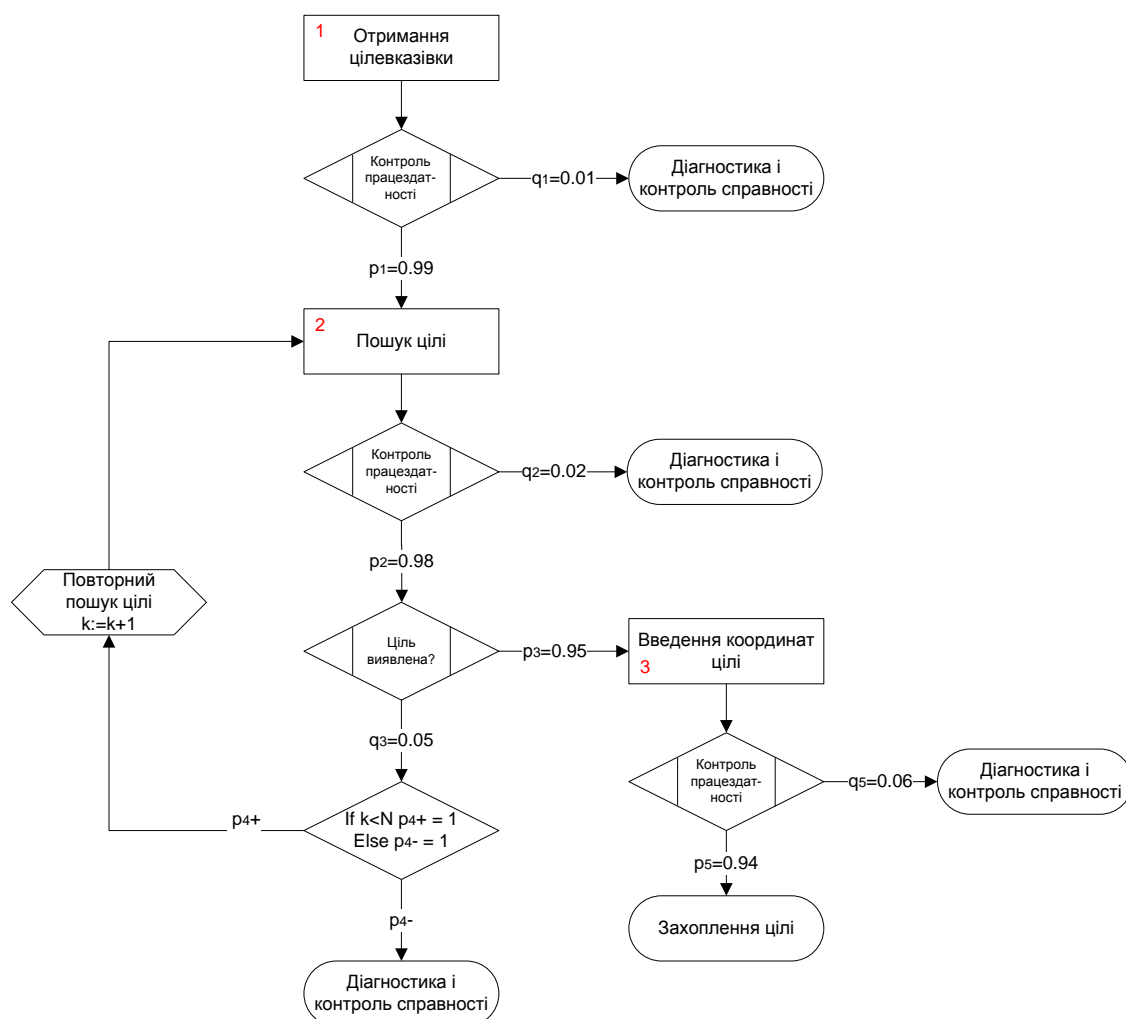 1
Отримання
цілевказівки
Контроль
працездат-
ності
q1=0.01
Діагностика і
контроль справності
p1=0.99
2
Пошук цілі
Контроль
працездат-
ності
q2=0.02
Діагностика і
контроль справності
p2=0.98
Повторний
пошук цілі
k:=k+1
Ціль
виявлена?
p3=0.95
Введення координат
цілі
3
q3=0.05
Контроль
працездат-
ності
q5=0.06
Діагностика і
контроль справності
p4+
If k<N p4+ = 1
Else p4- = 1
p5=0.94
p4-
Захоплення цілі
Діагностика і
контроль справності